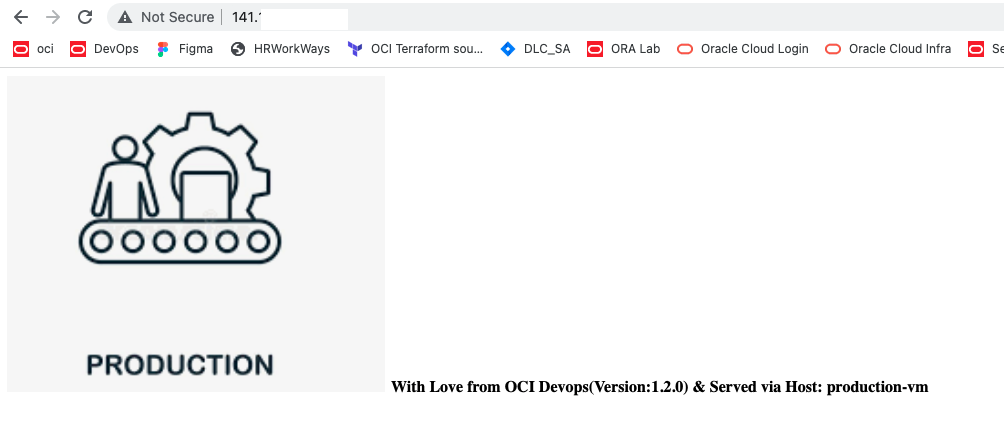 Not Secure | 141.
oci DevOps Figma HRWorkWays OCI Terraform sou... DLC_SA ORA Lab Oracle Cloud Login Oracle Cloud Infra Se
PRODUCTION
With Love from OCI Devops(Version:1.2.0) & Served via Host: production-vm